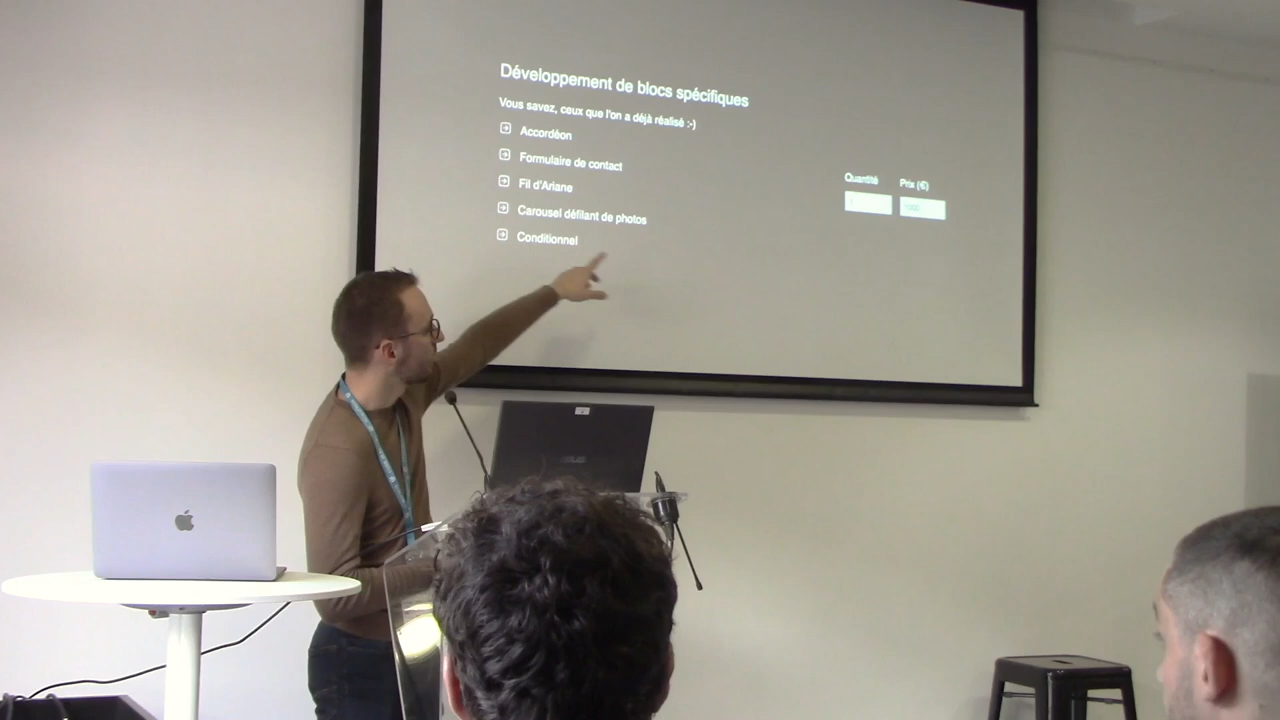 Développement de blocs spécifiques
Vous savez, ceux que l'on a déjà réalisé :-)
Accordéon
Formulaire de contact
Fil d'Ariane
Carousel défilant de photos
Conditionnel
Quantité Prix (€)